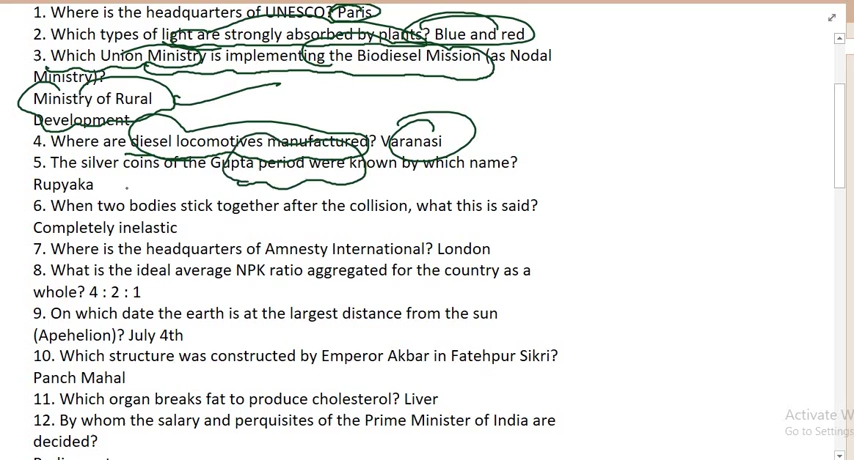 1. Where is the headquarters of UNESCO? Paris
2. Which types of light are strongly absorbed by plants? Blue and red
3. Which Union Ministry is implementing the Biodiesel Mission (as Nodal
Ministry)?
Ministry of Rural
Development
4. Where are diesel locomotives manufactured? Varanasi
5. The silver coins of the Gupta period were known by which name?
Rupyaka
6. When two bodies stick together after the collision, what this is said?
Completely inelastic
7. Where is the headquarters of Amnesty International? London
8. What is the ideal average NPK ratio aggregated for the country as a
whole? 4 : 2 : 1
9. On which date the earth is at the largest distance from the sun
(Apehelion)? July 4th
10. Which structure was constructed by Emperor Akbar in Fatehpur Sikri?
Panch Mahal
11. Which organ breaks fat to produce cholesterol? Liver
12. By whom the salary and perquisites of the Prime Minister of India are
decided?
Activate W
Go to Settings